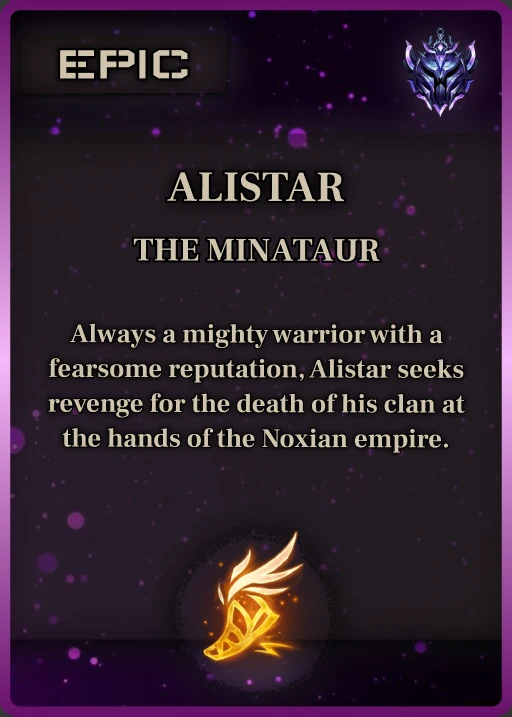 EPIC
ALISTAR
THE MINATAUR
Always a mighty warrior with a
fearsome reputation, Alistar seeks
revenge for the death of his clan at
the hands of the Noxian empire.